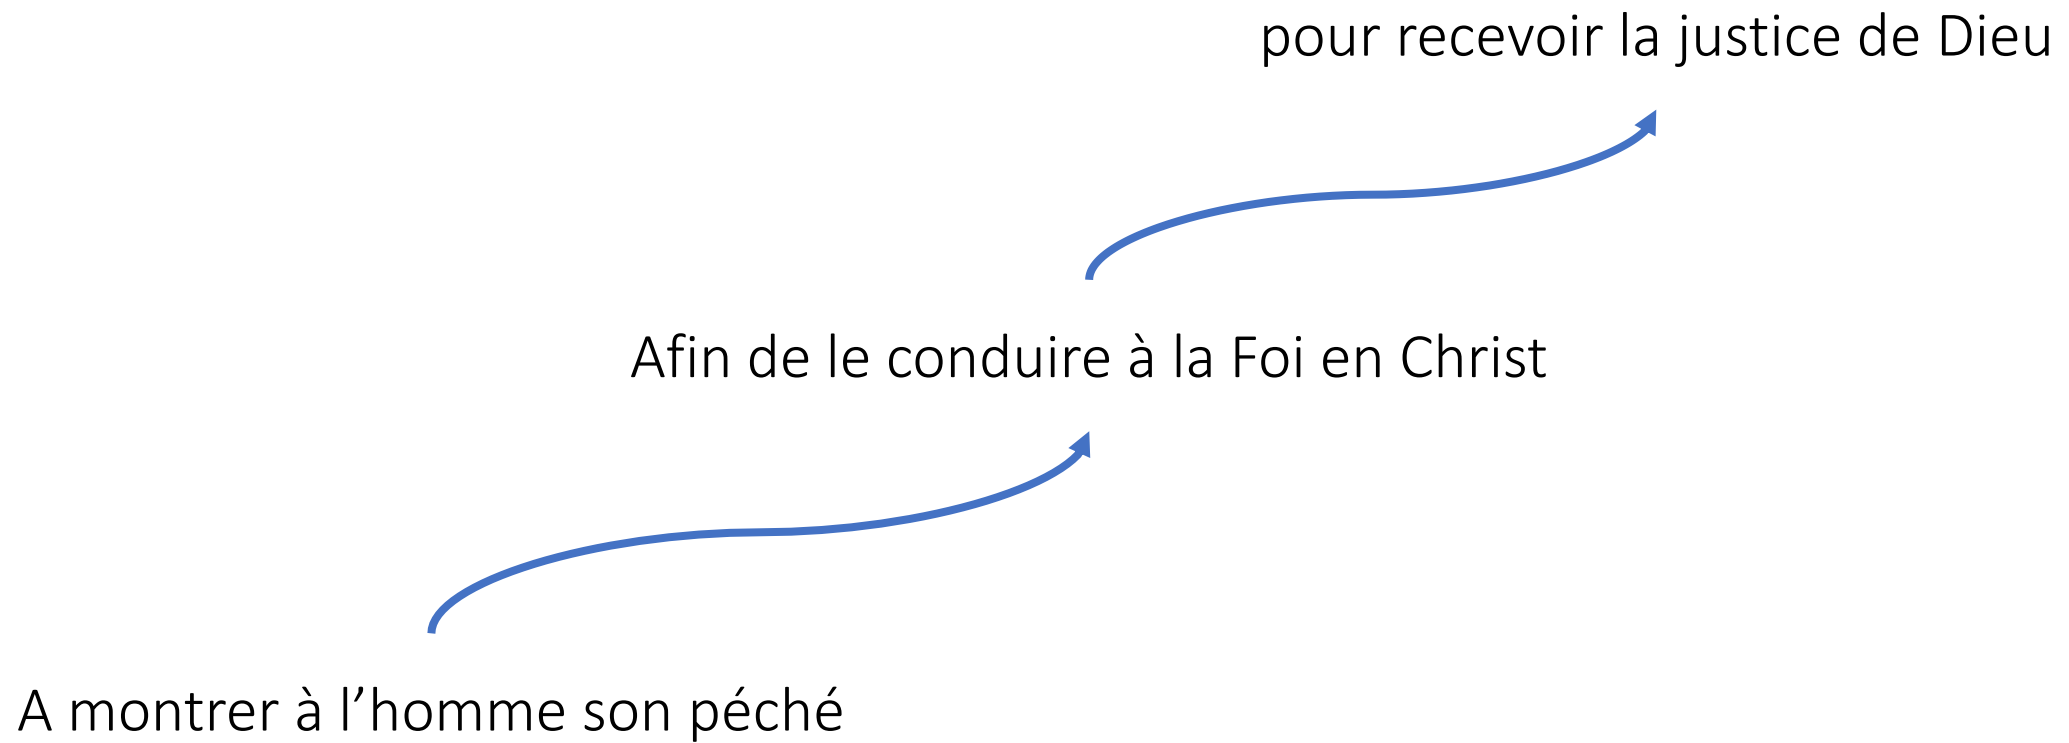 pour recevoir la justice de Dieu
Afin de le conduire à la Foi en Christ
A montrer à l’homme son péché